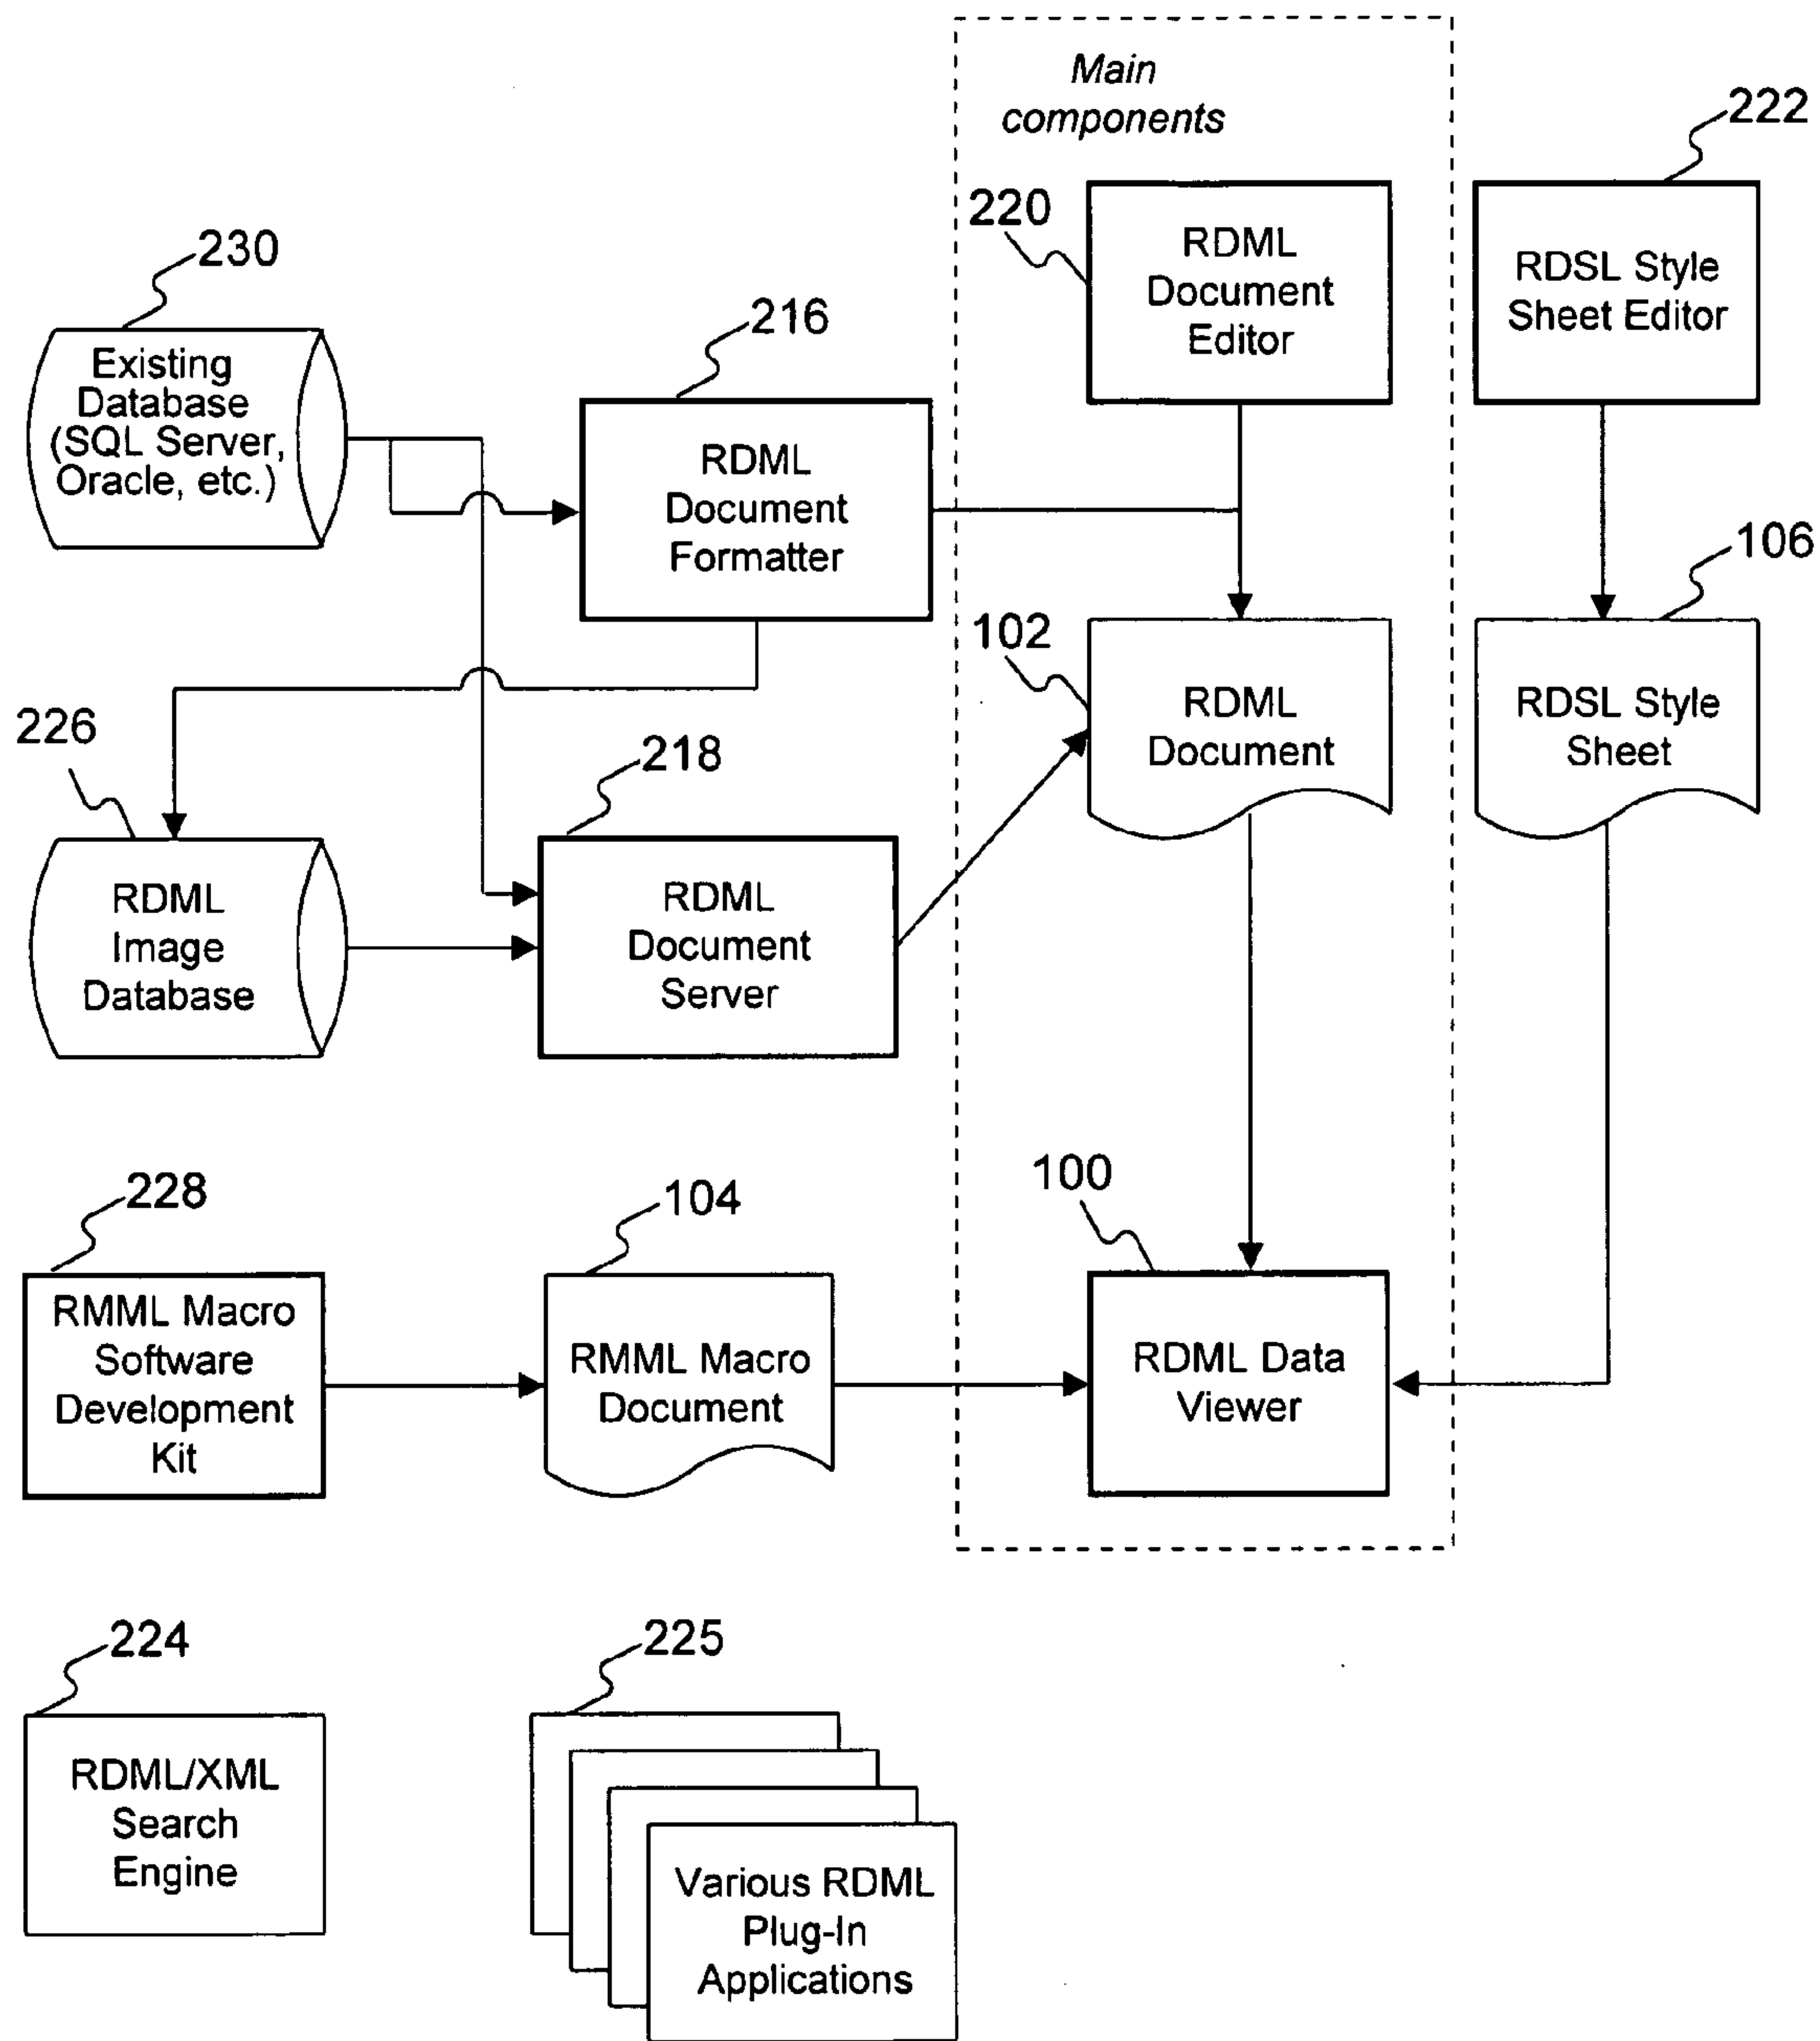 Main
components
222
220
RDML
Document
Editor
RDSL Style
Sheet Editor
230
Existing
Database
(SQL Server,
Oracle, etc.)
216
RDML
Document
Formatter
106
102
RDML
Document
RDSL Style
Sheet
226
RDML
Image
Database
218
RDML
Document
Server
228
RMML Macro
Software
Development
Kit
104
RMML Macro
Document
100
RDML Data
Viewer
224
RDML/XML
Search
Engine
225
Various RDML
Plug-In
Applications